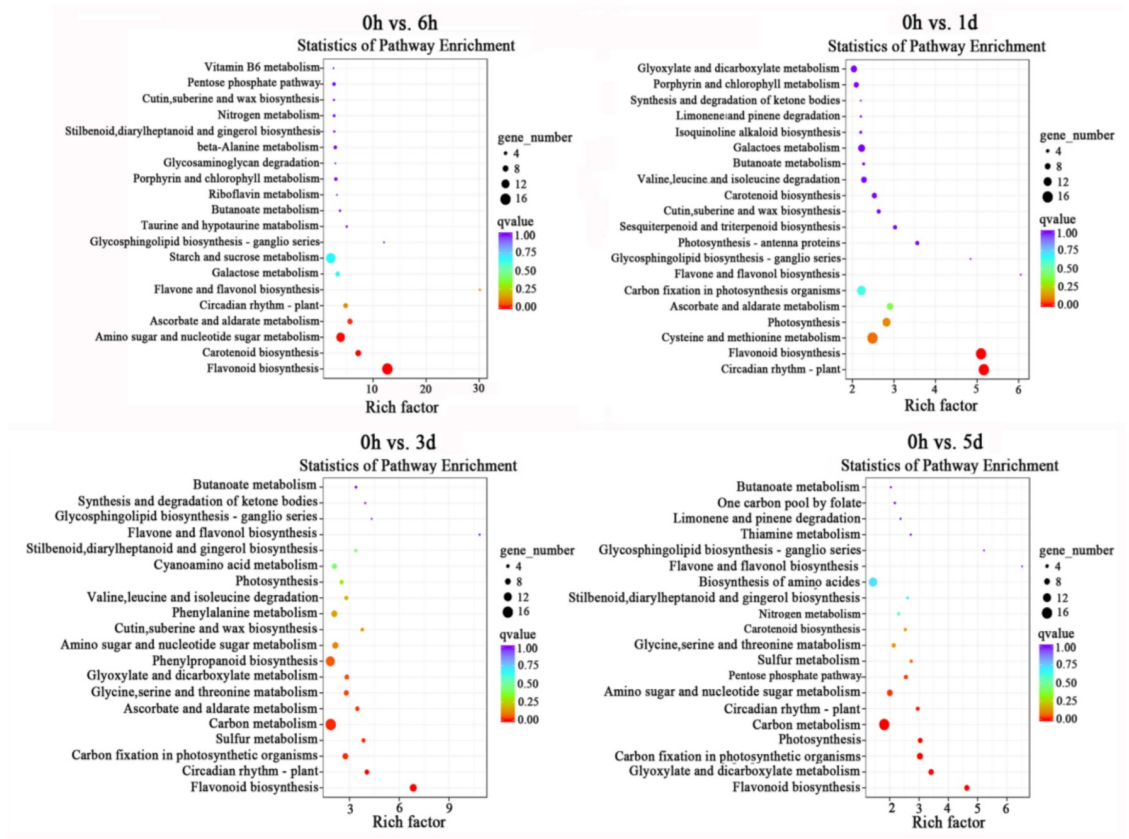 0h vs. 6h
Statistics of Pathway Enrichment
Vitamin B6 metabolism
Pentose phosphate pathway
Cutin,suberine and wax biosynthesis
Nitrogen metabolism
Stilbenoid,diarylheptanoid and gingerol biosynthesis
beta-Alanine metabolism
Glycosaminoglycan degradation
Porphyrin and chlorophyll metabolism
Riboflavin metabolism
Butanoate metabolism
Taurine and hypotaurine matabolism
Glycosphingolipid biosynthesis - ganglio series
Starch and sucrose metabolism
Galactose metabolism
Flavone and flavonol biosynthesis
Circadian rhythm - plant
Ascorbate and aldarate metabolism
Amino sugar and nucleotide sugar metabolism
Carotenoid biosynthesis
Flavonoid biosynthesis
10 20 30
Rich factor
gene_number
4
8
12
16
qvalue
1.00
0.75
0.50
0.25
0.00
0h vs. 1d
Statistics of Pathway Enrichment
Glyoxylate and dicarboxylate metabolism
Porphyrin and chlorophyll metabolism
Synthesis and degradation of ketone bodies
Limonene and pinene degradation
Isoquinoline alkaloid biosynthesis
Galactoes metabolism
Butanoate metabolism
Valine,leucine and isoleucine degradation
Carotenoid biosynthesis
Cutin,suberine and wax biosynthesis
Sesquiterpenoid and triterpenoid biosynthesis
Photosynthesis - antenna proteins
Glycosphingolipid biosynthesis - ganglio series
Flavone and flavonol biosynthesis
Carbon fixation in photosynthesis organisms
Ascorbate and aldarate metabolism
Photosynthesis
Cysteine and methionine metabolism
Flavonoid biosynthesis
Circadian rhythm - plant
2 3 4 5 6
Rich factor
gene_number
4
8
12
16
qvalue
1.00
0.75
0.50
0.25
0.00
0h vs. 3d
Statistics of Pathway Enrichment
Butanoate metabolism
Synthesis and degradation of ketone bodies
Glycosphingolipid biosynthesis - ganglio series
Flavone and flavonol biosynthesis
Stilbenoid,diarylheptanoid and gingerol biosynthesis
Cyanoamino acid metabolism
Photosynthesis
Valine,leucine and isoleucine degradation
Phenylalanine metabolism
Cutin,suberine and wax biosynthesis
Amino sugar and nucleotide sugar metabolism
Phenylpropanoid biosynthesis
Glyoxylate and dicarboxylate metabolism
Glycine,serine and threonine matabolism
Ascorbate and aldarate metabolism
Carbon metabolism
Sulfur metabolism
Carbon fixation in photosynthetic organisms
Circadian rhythm - plant
Flavonoid biosynthesis
3 6 9
Rich factor
gene_number
4
8
12
16
qvalue
1.00
0.75
0.50
0.25
0.00
0h vs. 5d
Statistics of Pathway Enrichment
Butanoate metabolism
One carbon pool by folate
Limonene and pinene degradation
Thiamine metabolism
Glycosphingolipid biosynthesis - ganglio series
Flavone and flavonol biosynthesis
Biosynthesis of amino acides
Stilbenoid,diarylheptanoid and gingerol biosynthesis
Nitrogen metabolism
Carotenoid biosynthesis
Glycine,serine and threonine matabolism
Sulfur metabolism
Pentose phosphate pathway
Amino sugar and nucleotide sugar metabolism
Circadian rhythm - plant
Carbon metabolism
Photosynthesis
Carbon fixation in photosynthetic organisms
Glyoxylate and dicarboxylate metabolism
Flavonoid biosynthesis
2 3 4 5 6
Rich factor
gene_number
4
8
12
16
qvalue
1.00
0.75
0.50
0.25
0.00